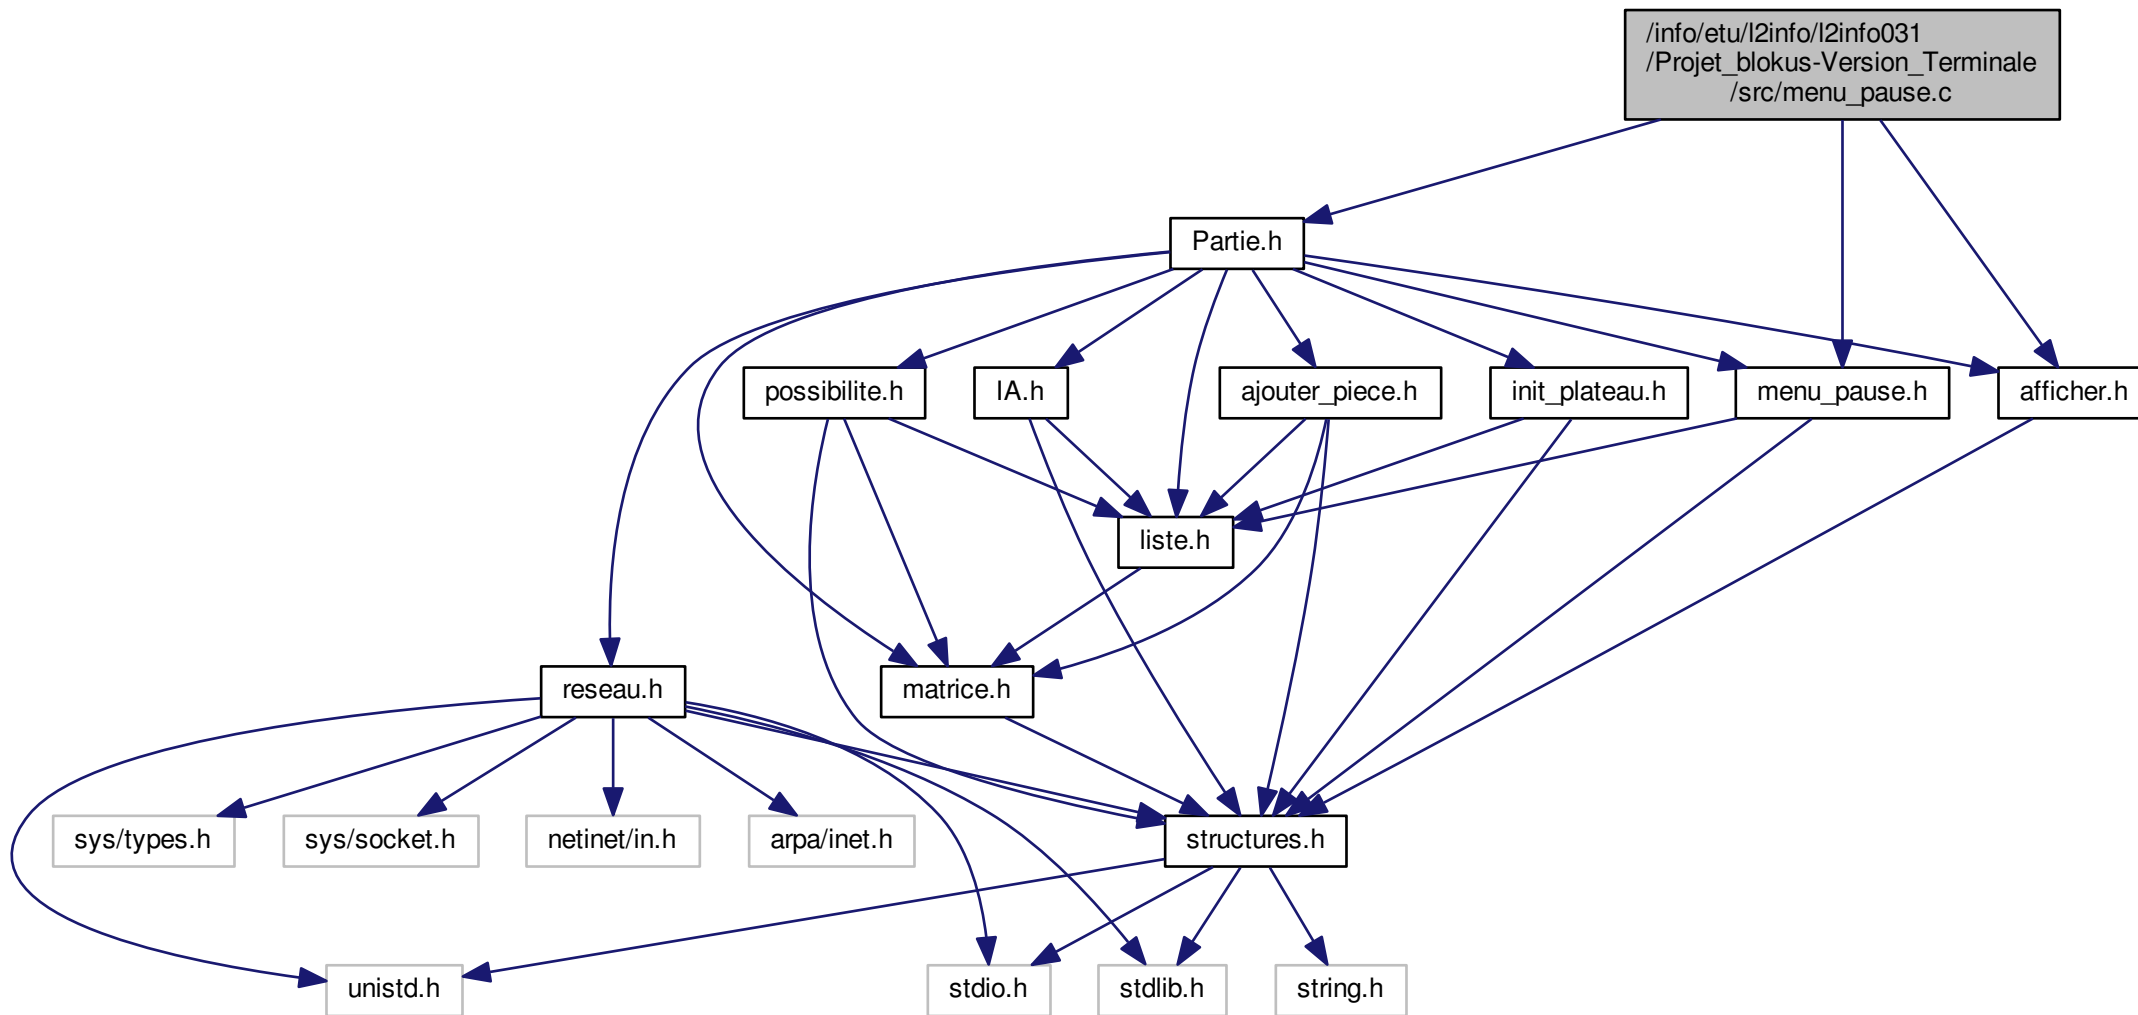 /info/etu/l2info/l2info031
/Projet_blokus-Version_Terminale
/src/menu_pause.c
Partie.h
possibilite.h
IA.h
ajouter_piece.h
init_plateau.h
menu_pause.h
afficher.h
liste.h
reseau.h
matrice.h
sys/types.h
sys/socket.h
netinet/in.h
arpa/inet.h
structures.h
unistd.h
stdio.h
stdlib.h
string.h